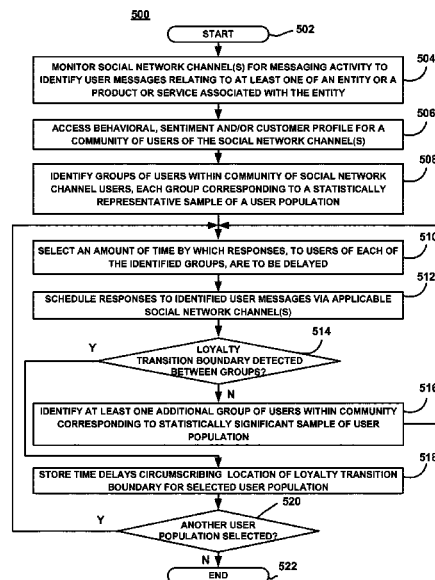 500
START
502
MONITOR SOCIAL NETWORK CHANNEL(S) FOR MESSAGING ACTIVITY TO
IDENTIFY USER MESSAGES RELATING TO AT LEAST ONE OF AN ENTITY OR A
PRODUCT OR SERVICE ASSOCIATED WITH THE ENTITY
504
ACCESS BEHAVIORAL, SENTIMENT AND/OR CUSTOMER PROFILE FOR A
COMMUNITY OF USERS OF THE SOCIAL NETWORK CHANNEL(S)
506
IDENTIFY GROUPS OF USERS WITHIN COMMUNITY OF SOCIAL NETWORK
CHANNEL USERS, EACH GROUP CORRESPONDING TO A STATISTICALLY
REPRESENTATIVE SAMPLE OF A USER POPULATION
508
SELECT AN AMOUNT OF TIME BY WHICH RESPONSES, TO USERS OF EACH
OF THE IDENTIFIED GROUPS, ARE TO BE DELAYED
510
SCHEDULE RESPONSES TO IDENTIFIED USER MESSAGES VIA APPLICABLE
SOCIAL NETWORK CHANNEL(S)
512
Y
LOYALTY
TRANSITION BOUNDARY DETECTED
BETWEEN GROUPS?
514
N
IDENTIFY AT LEAST ONE ADDITIONAL GROUP OF USERS WITHIN COMMUNITY
CORRESPONDING TO STATISTICALLY SIGNIFICANT SAMPLE OF USER
POPULATION
516
STORE TIME DELAYS CIRCUMSCRIBING LOCATION OF LOYALTY TRANSITION
BOUNDARY FOR SELECTED USER POPULATION
518
Y
ANOTHER USER
POPULATION SELECTED?
520
N
END
522